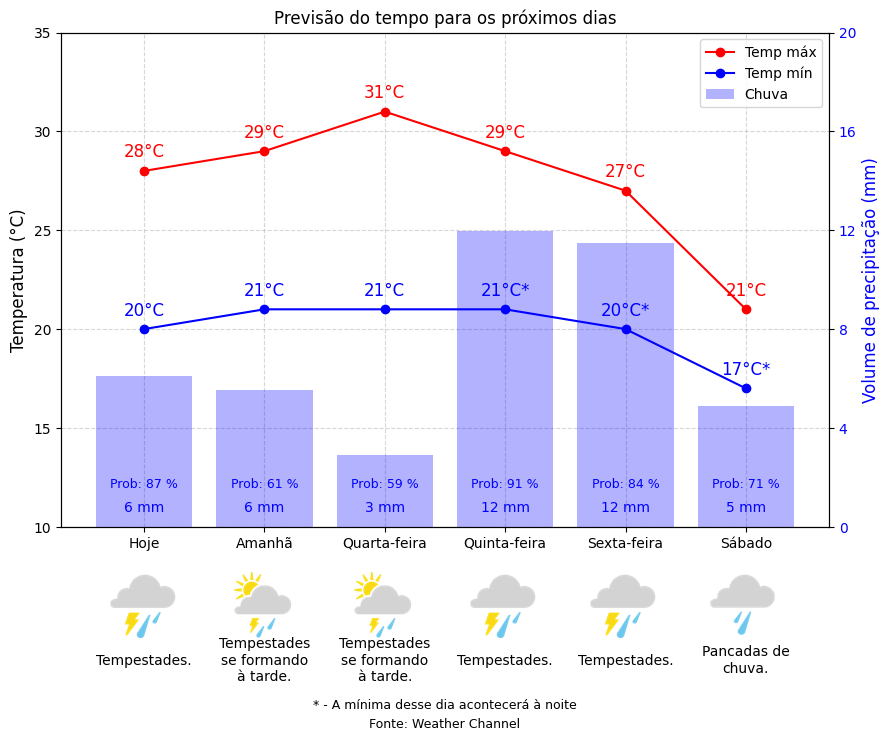 Previsão do tempo para os próximos dias
Temp máx
Temp mín
Chuva
Temperatura (°C)
Volume de precipitação (mm)
35
30
25
20
15
10
20
16
12
8
4
0
28°C
29°C
31°C
29°C
27°C
21°C
20°C
21°C
21°C
21°C*
20°C*
17°C*
Prob: 87 %
Prob: 61 %
Prob: 59 %
Prob: 91 %
Prob: 84 %
Prob: 71 %
6 mm
6 mm
3 mm
12 mm
12 mm
5 mm
Hoje
Amanhã
Quarta-feira
Quinta-feira
Sexta-feira
Sábado
Tempestades.
Tempestades
se formando
à tarde.
Tempestades
se formando
à tarde.
Tempestades.
Tempestades.
Pancadas de
chuva.
* - A mínima desse dia acontecerá à noite
Fonte: Weather Channel